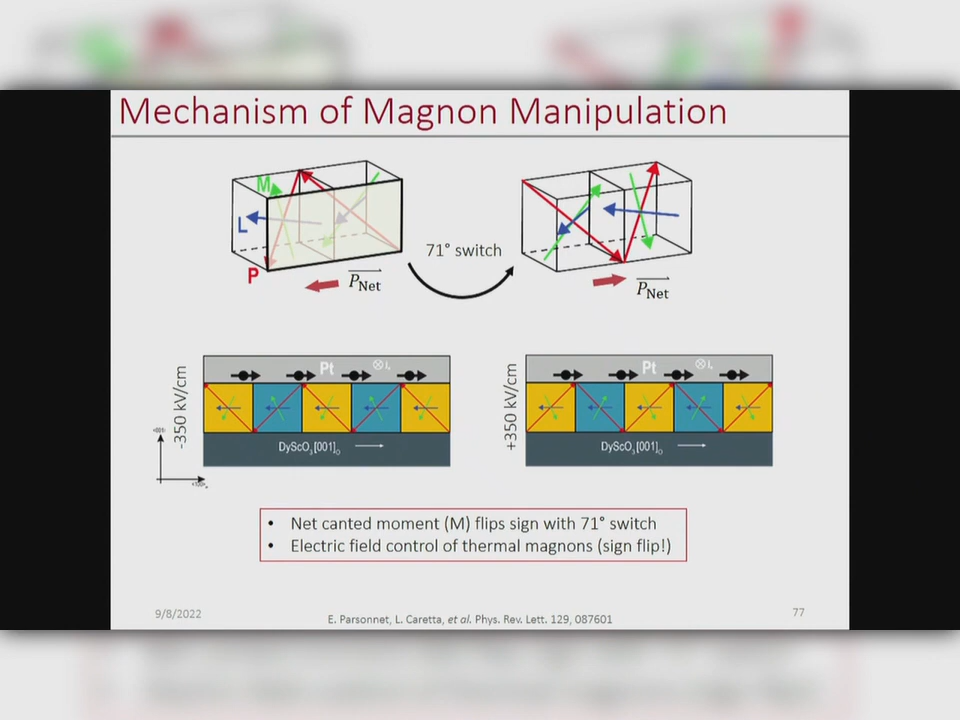 Mechanism of Magnon Manipulation
M
L
P
71° switch
P Net
P Net
-350 kV/cm
Pt
DyScO3 [001]o
+350 kV/cm
Pt
DyScO3 [001]o
• Net canted moment (M) flips sign with 71° switch
• Electric field control of thermal magnons (sign flip!)
9/8/2022
E. Parsonnet, L. Caretta, et al. Phys. Rev. Lett. 129, 087601
77